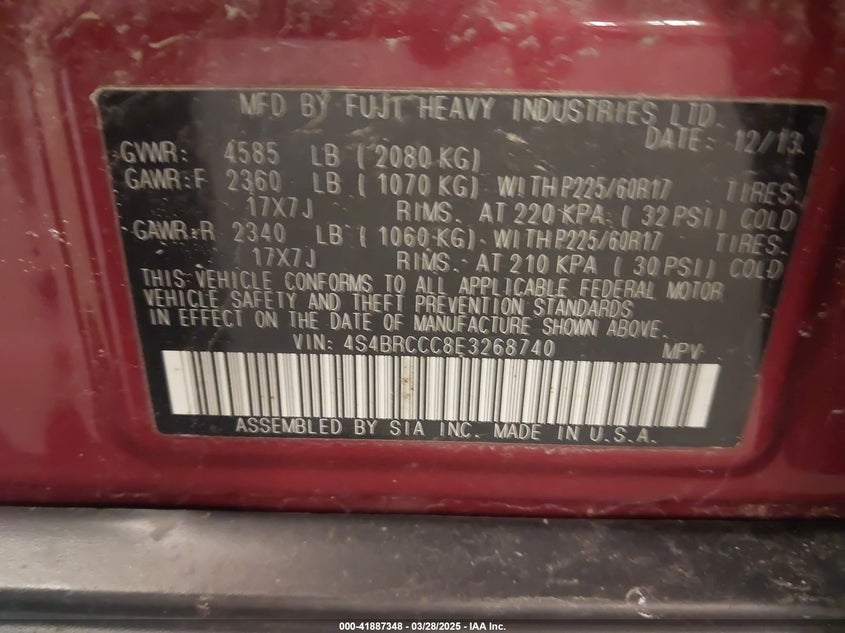 MFD BY FUJI HEAVY INDUSTRIES LTD.
DATE: 12/13
GVWR: 4585 LB (2080 KG)
GAWR:F 2360 LB (1070 KG) WITH P225/60R17 TIRES,
17X7J RIMS. AT 220 KPA (32 PSI) COLD
GAWR:R 2340 LB (1060 KG). WITH P225/60R17 TIRES.
17X7J RIMS. AT 210 KPA (30 PSI) COLD
THIS VEHICLE CONFORMS TO ALL APPLICABLE FEDERAL MOTOR
VEHICLE SAFETY AND THEFT PREVENTION STANDARDS
IN EFFECT ON THE DATE OF MANUFACTURE SHOWN ABOVE.
VIN: 4S4BRCCC8E3268740 MPV
ASSEMBLED BY SIA INC. MADE IN U.S.A.
000-41887348 - 03/28/2025 - IAA Inc.